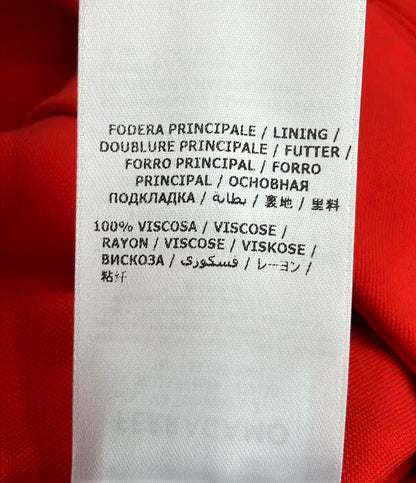 FODERA PRINCIPALE / LINING /
DOUBLURE PRINCIPALE / FUTTER /
FORRO PRINCIPAL / FORRO
PRINCIPAL / ОСНОВНАЯ
ПОДКЛАДКА / بطانة / 裏地 / 里料
100% VISCOSA / VISCOSE /
RAYON / VISCOSE / VISKOSE /
ВИСКОЗА / فسكوزي / レーヨン /
粘纤
FERRAGAMO